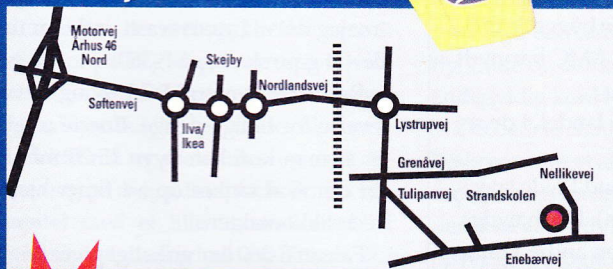 Motorvej
Århus 46
Nord
Skejby
Nordlandsvej
Søftenvej
Ilva/
Ikea
Lystrupvej
Grenåvej
Nellikevej
Tulipanvej
Strandskolen
Enebærvej